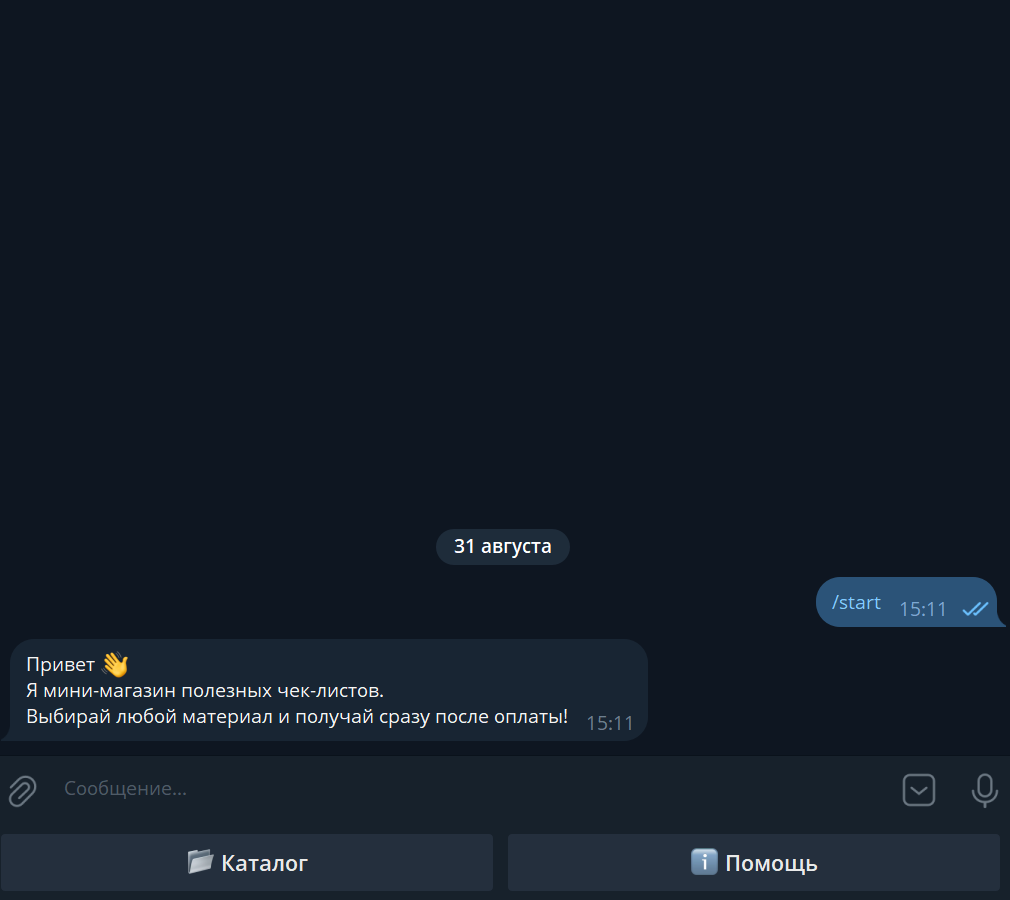 31 августа
/start 15:11
Привет 👋
Я мини-магазин полезных чек-листов.
Выбирай любой материал и получай сразу после оплаты! 15:11
Сообщение...
Каталог
Помощь